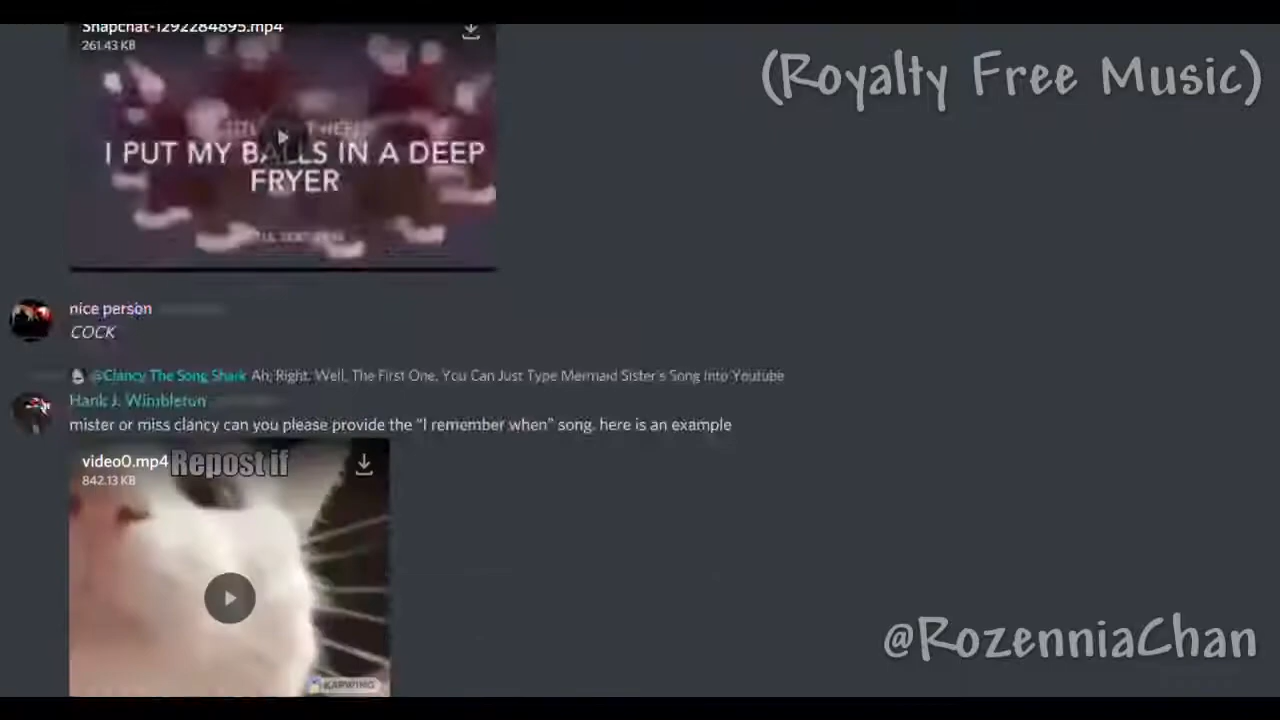 Snapchat-1292284895.mp4
261.43 KB
(Royalty Free Music)
I PUT MY BALLS IN A DEEP
FRYER
nice person
COCK
@Clancy The Song Shark Ah, Right, Well, The First One, You Can Just Type Mermaid Sister's Song Into Youtube
Hank J. Wimbleton
mister or miss clancy can you please provide the "I remember when" song. here is an example
video0.mp4
Repost if
842.13 KB
@RozenniaChan
KAPWING